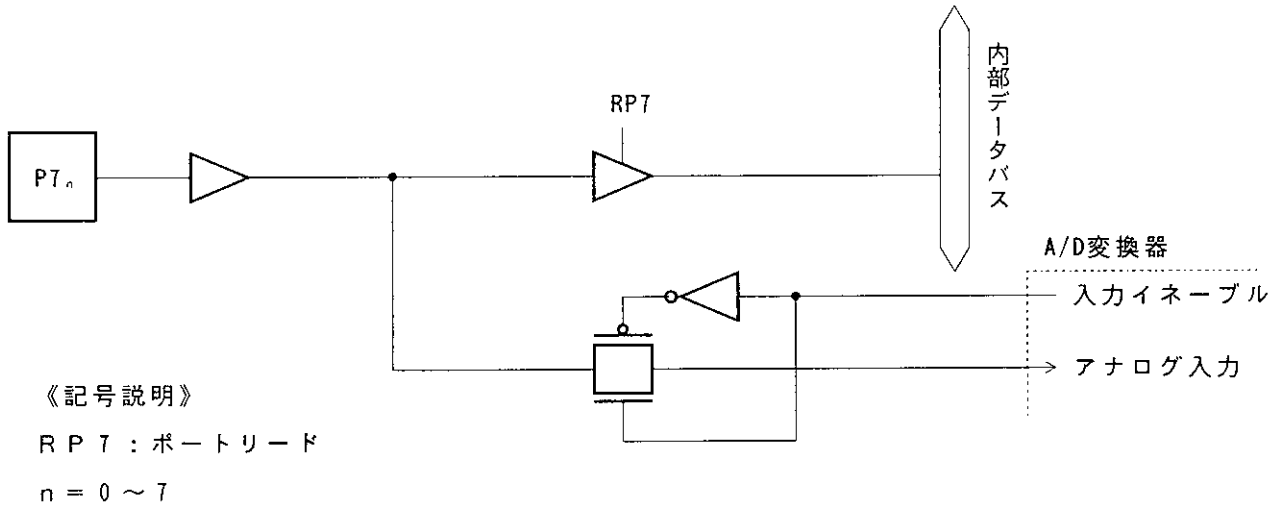 RP7
P7ₙ
内部データバス
A/D変換器
入力イネーブル
アナログ入力
《記号説明》
RP7:ポートリード
n=0~7